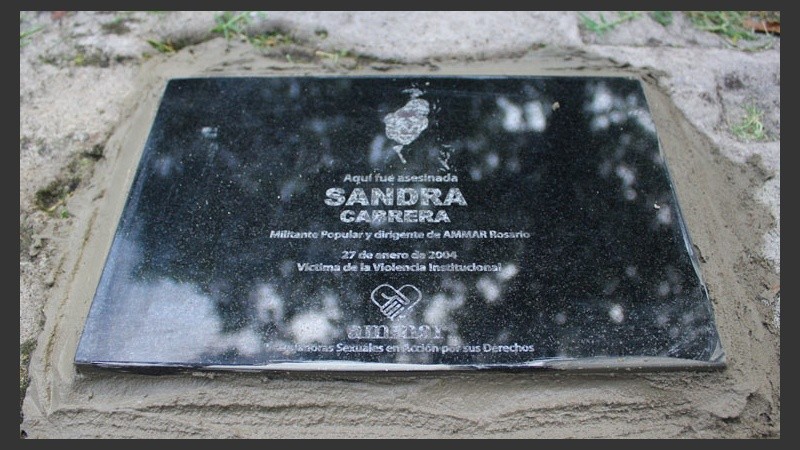 Aquí fue asesinada
SANDRA
CABRERA
Militante Popular y dirigente de AMMAR Rosario
27 de enero de 2004
Víctima de la Violencia Institucional
ammar
Trabajadoras Sexuales en Acción por sus Derechos